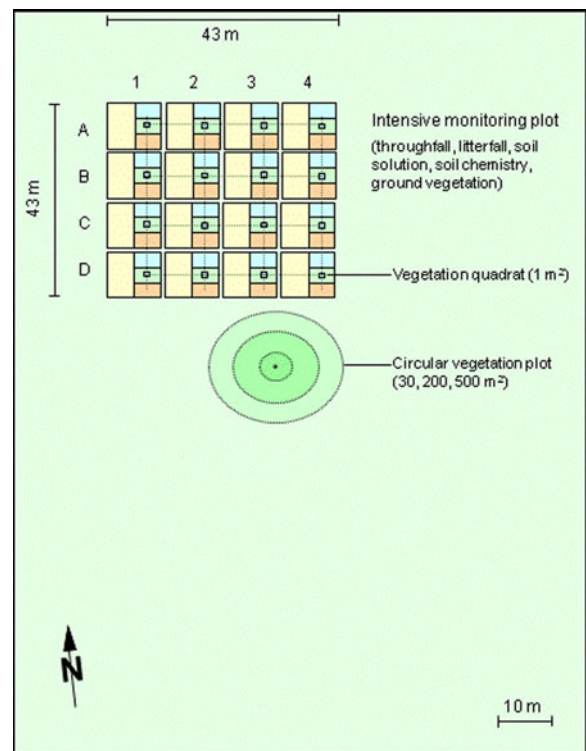 43 m
1 2 3 4
A
B
C
D
43 m
Intensive monitoring plot
(throughfall, litterfall, soil
solution, soil chemistry,
ground vegetation)
Vegetation quadrat (1 m²)
Circular vegetation plot
(30, 200, 500 m²)
N
10 m